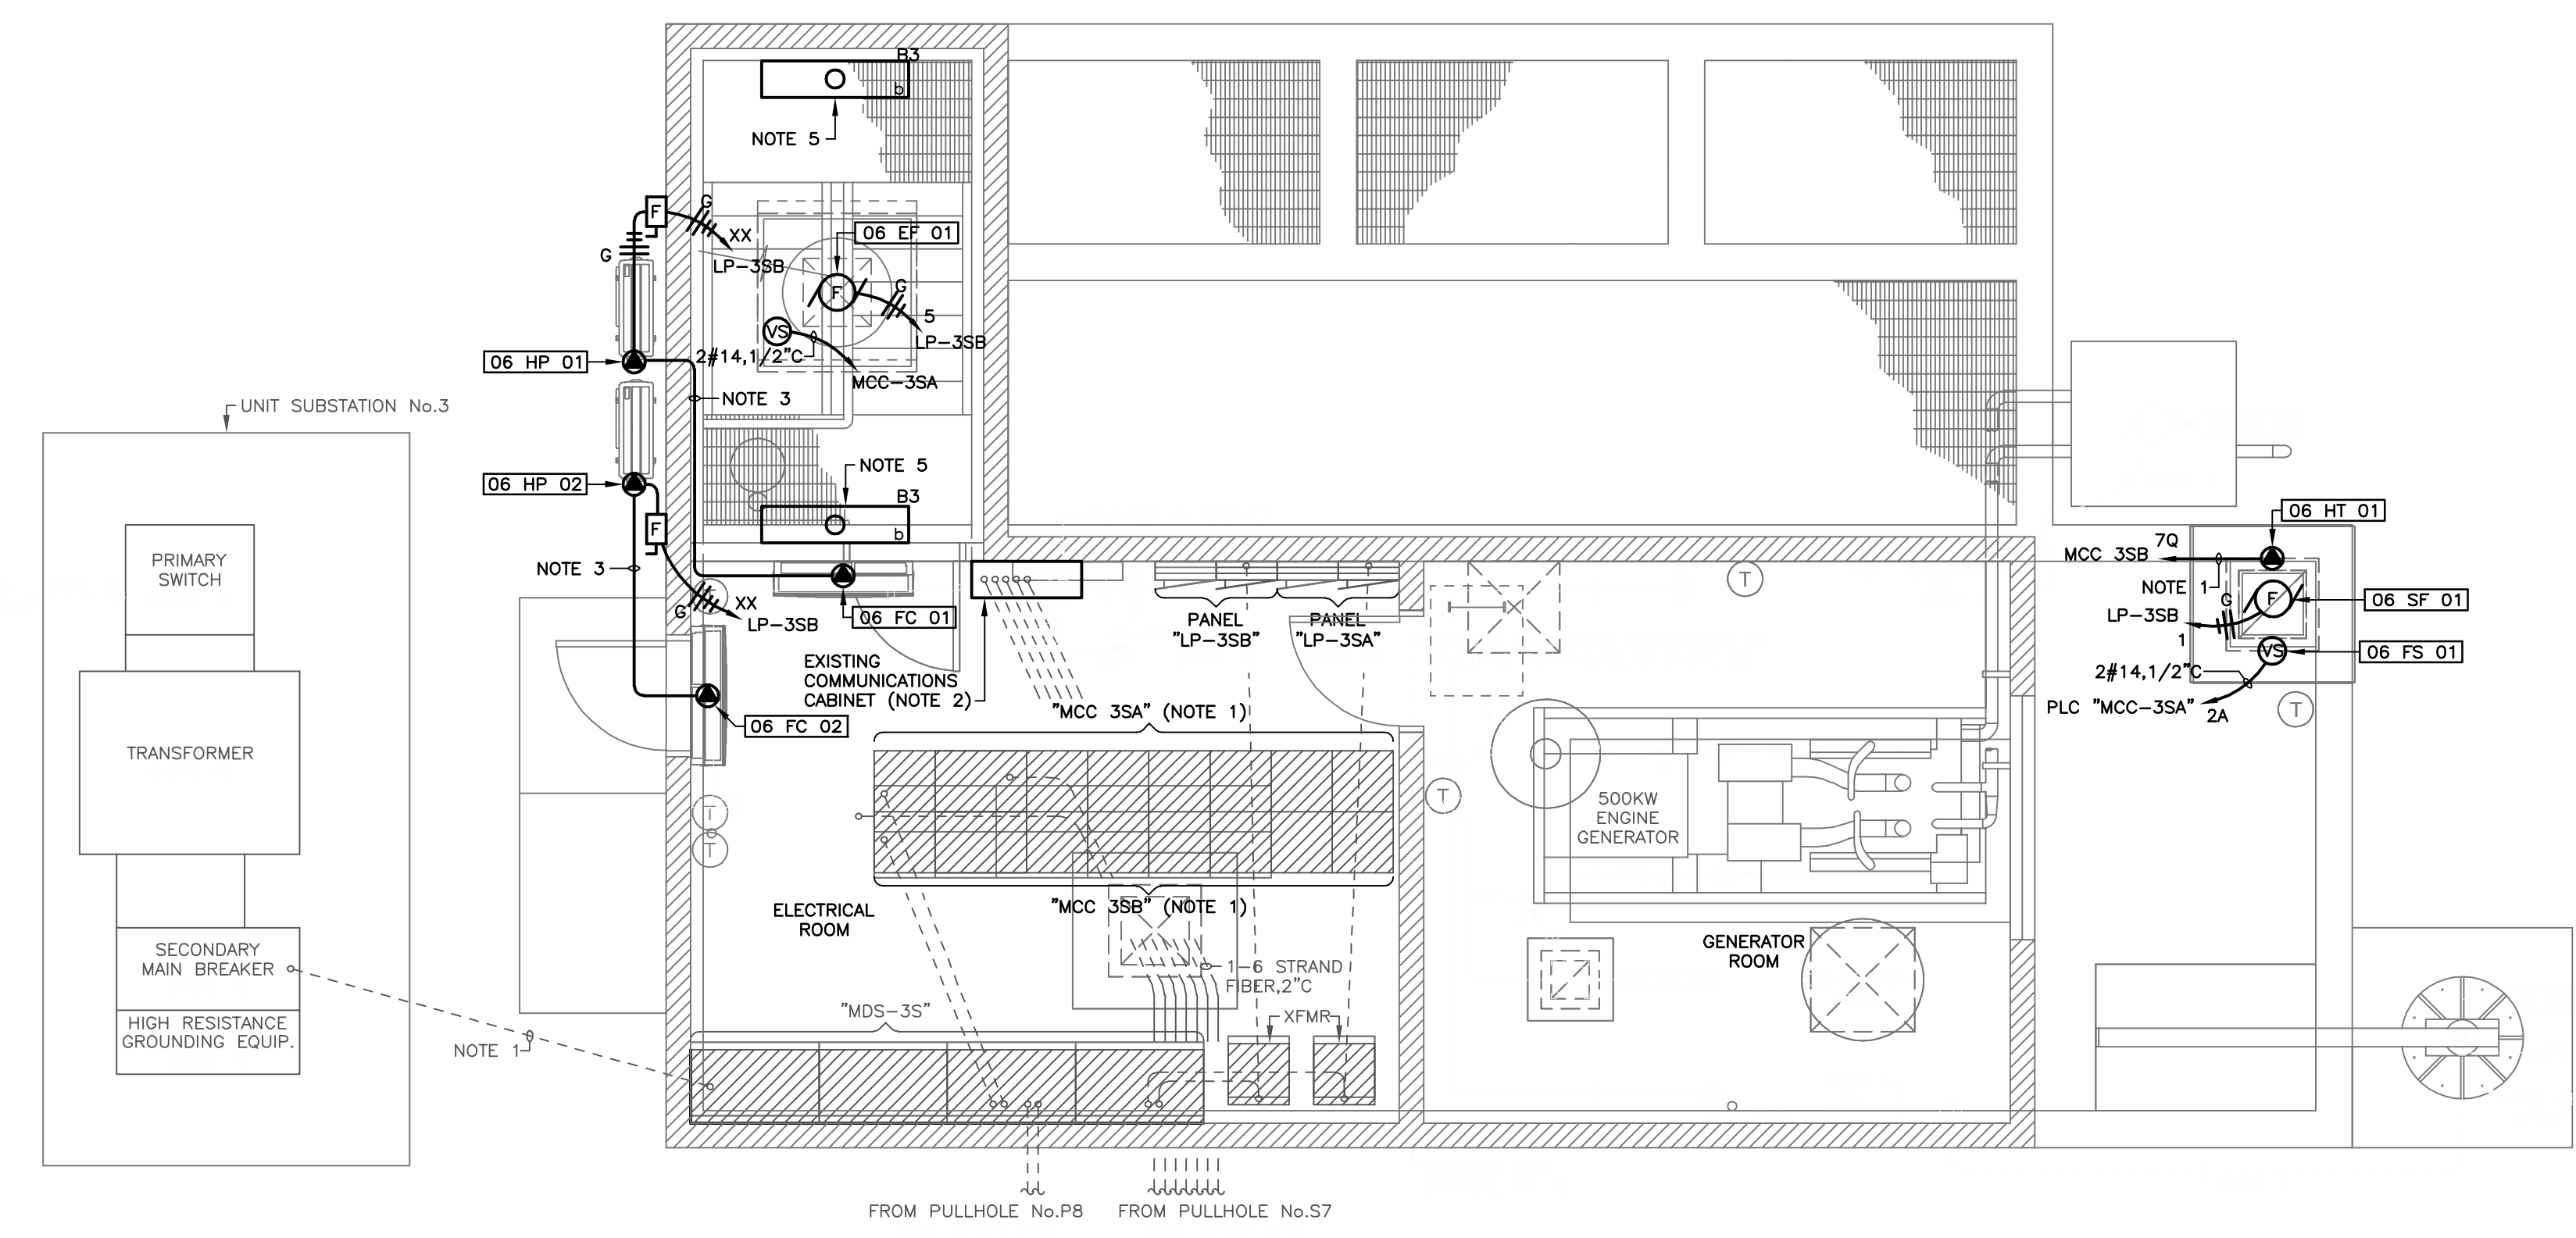 B3
b
NOTE 5
F
G
XX
LP-3SB
G
06 EF 01
F
G
5
LP-3SB
VS
2#14,1/2"C
MCC-3SA
06 HP 01
NOTE 3
UNIT SUBSTATION No.3
NOTE 5
06 HP 02
B3
b
F
NOTE 3
G
XX
LP-3SB
T
06 FC 01
06 FC 02
PRIMARY
SWITCH
TRANSFORMER
SECONDARY
MAIN BREAKER
HIGH RESISTANCE
GROUNDING EQUIP.
NOTE 1
EXISTING
COMMUNICATIONS
CABINET (NOTE 2)
PANEL
"LP-3SB"
PANEL
"LP-3SA"
"MCC 3SA" (NOTE 1)
T
T
T
T
"MCC 3SB" (NOTE 1)
ELECTRICAL
ROOM
1-6 STRAND
FIBER,2"C
"MDS-3S"
XFMR
500KW
ENGINE
GENERATOR
GENERATOR
ROOM
06 HT 01
7Q
MCC 3SB
NOTE 1
G
F
06 SF 01
LP-3SB
1
VS
06 FS 01
2#14,1/2"C
PLC "MCC-3SA"
2A
T
FROM PULLHOLE No.P8
FROM PULLHOLE No.S7